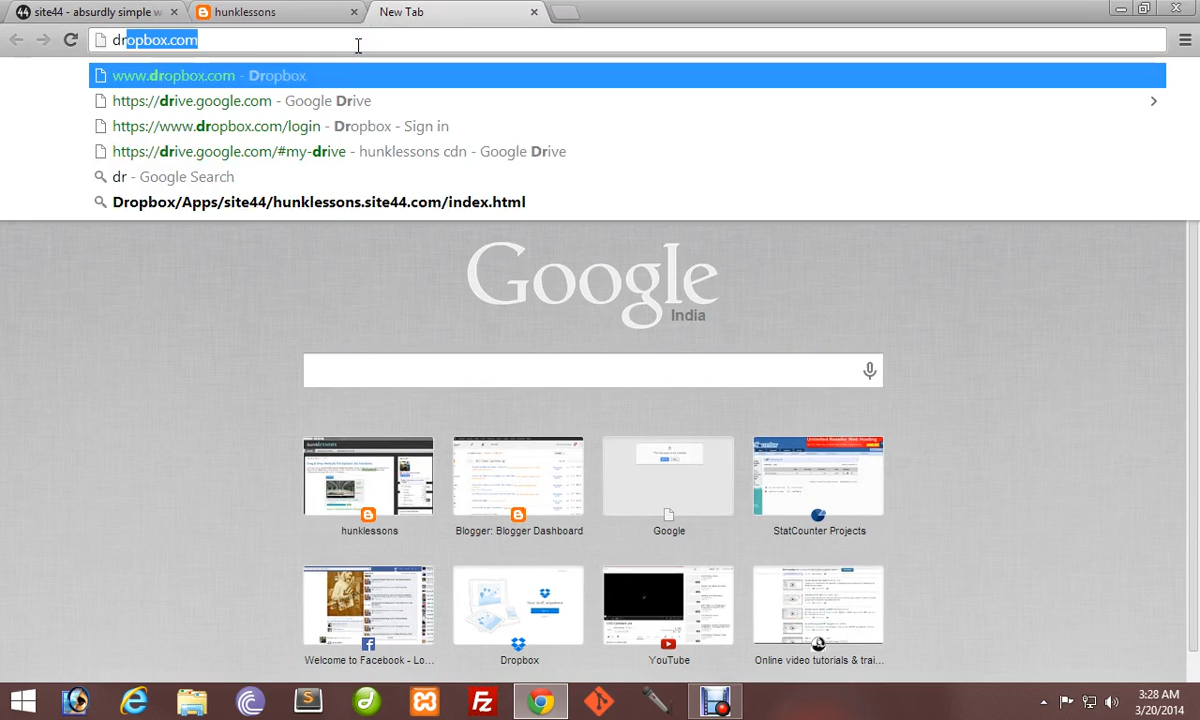 site44 - absurdly simple w
hunklessons
New Tab
dropbox.com
www.dropbox.com - Dropbox
https://drive.google.com - Google Drive
https://www.dropbox.com/login - Dropbox - Sign in
https://drive.google.com/#my-drive - hunklessons cdn - Google Drive
dr - Google Search
Dropbox/Apps/site44/hunklessons.site44.com/index.html
Google
India
hunklessons
Blogger: Blogger Dashboard
Google
StatCounter Projects
Welcome to Facebook - Lo...
Dropbox
YouTube
Online video tutorials & trai...
3:28 AM
3/20/2014